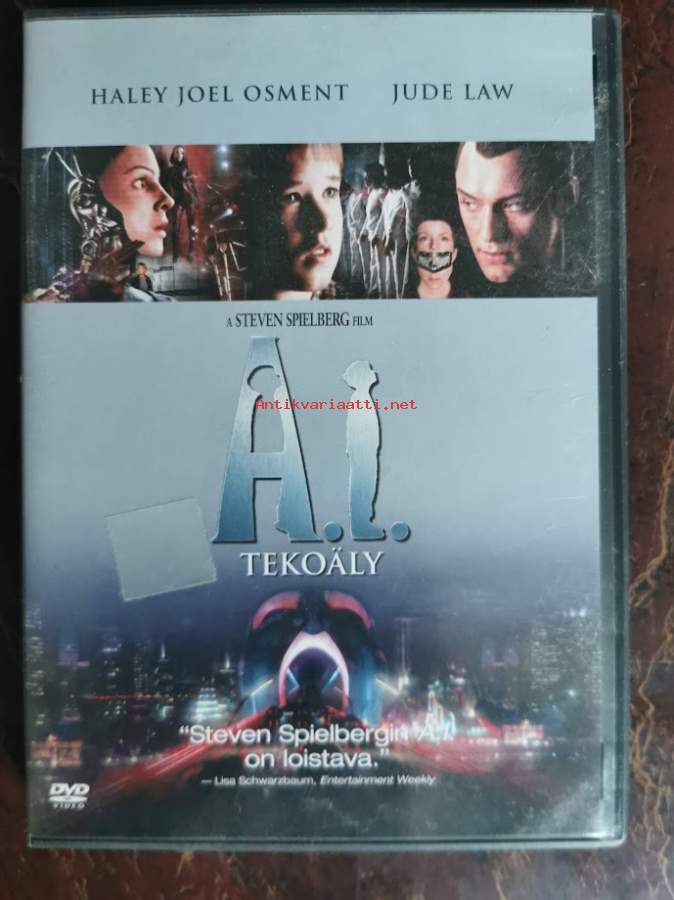 HALEY JOEL OSMENT JUDE LAW
A STEVEN SPIELBERG FILM
Antikvariaatti.net
A.I.
TEKOÄLY
"Steven Spielbergin A.I.
on loistava."
— Lisa Schwarzbaum, Entertainment Weekly
DVD
VIDEO